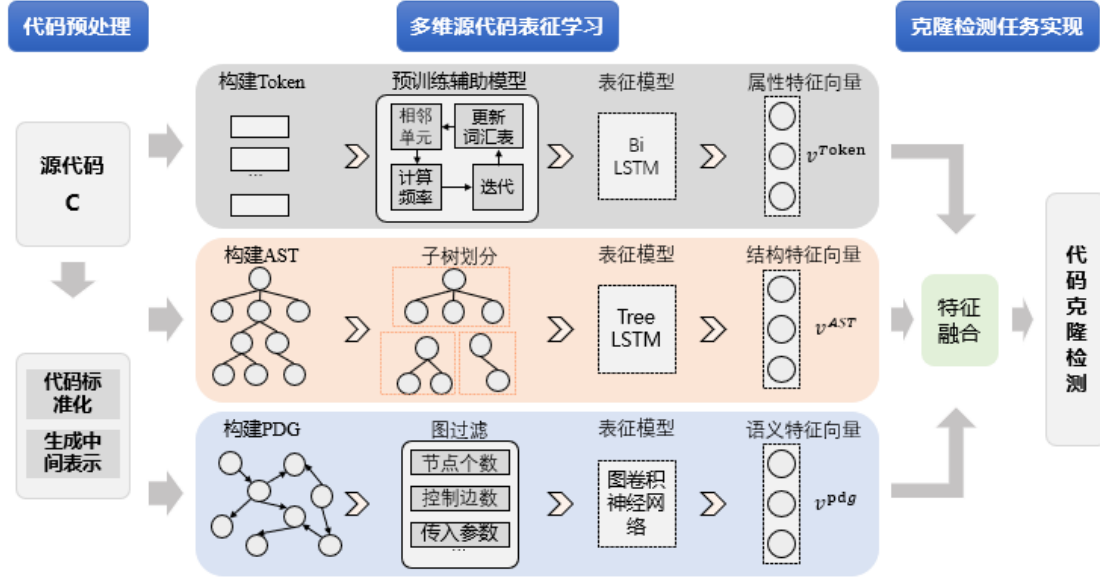 代码预处理
多维源代码表征学习
克隆检测任务实现
源代码
C
代码标
准化
生成中
间表示
构建Token
...
预训练辅助模型
相邻
单元
更新
词汇表
计算
频率
迭代
表征模型
Bi
LSTM
属性特征向量
v^Token
构建AST
子树划分
表征模型
Tree
LSTM
结构特征向量
v^AST
构建PDG
图过滤
节点个数
控制边数
传入参数
...
表征模型
图卷积
神经网
络
语义特征向量
v^pdg
特征
融合
代
码
克
隆
检
测